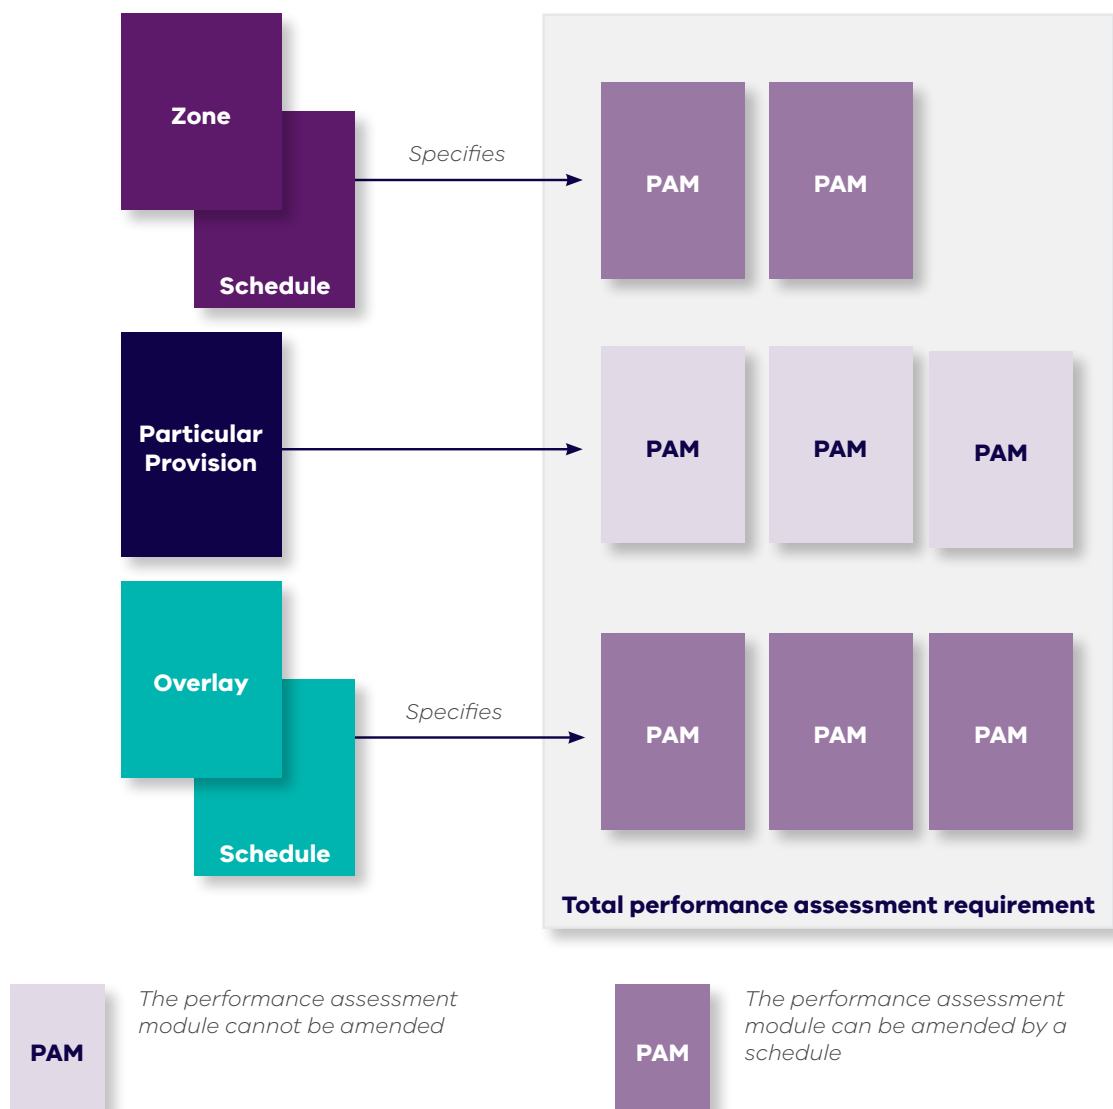 Zone
Schedule
Specifies
PAM
PAM
Particular
Provision
PAM
PAM
PAM
Overlay
Schedule
Specifies
PAM
PAM
PAM
Total performance assessment requirement
PAM
The performance assessment
module cannot be amended
PAM
The performance assessment
module can be amended by a
schedule